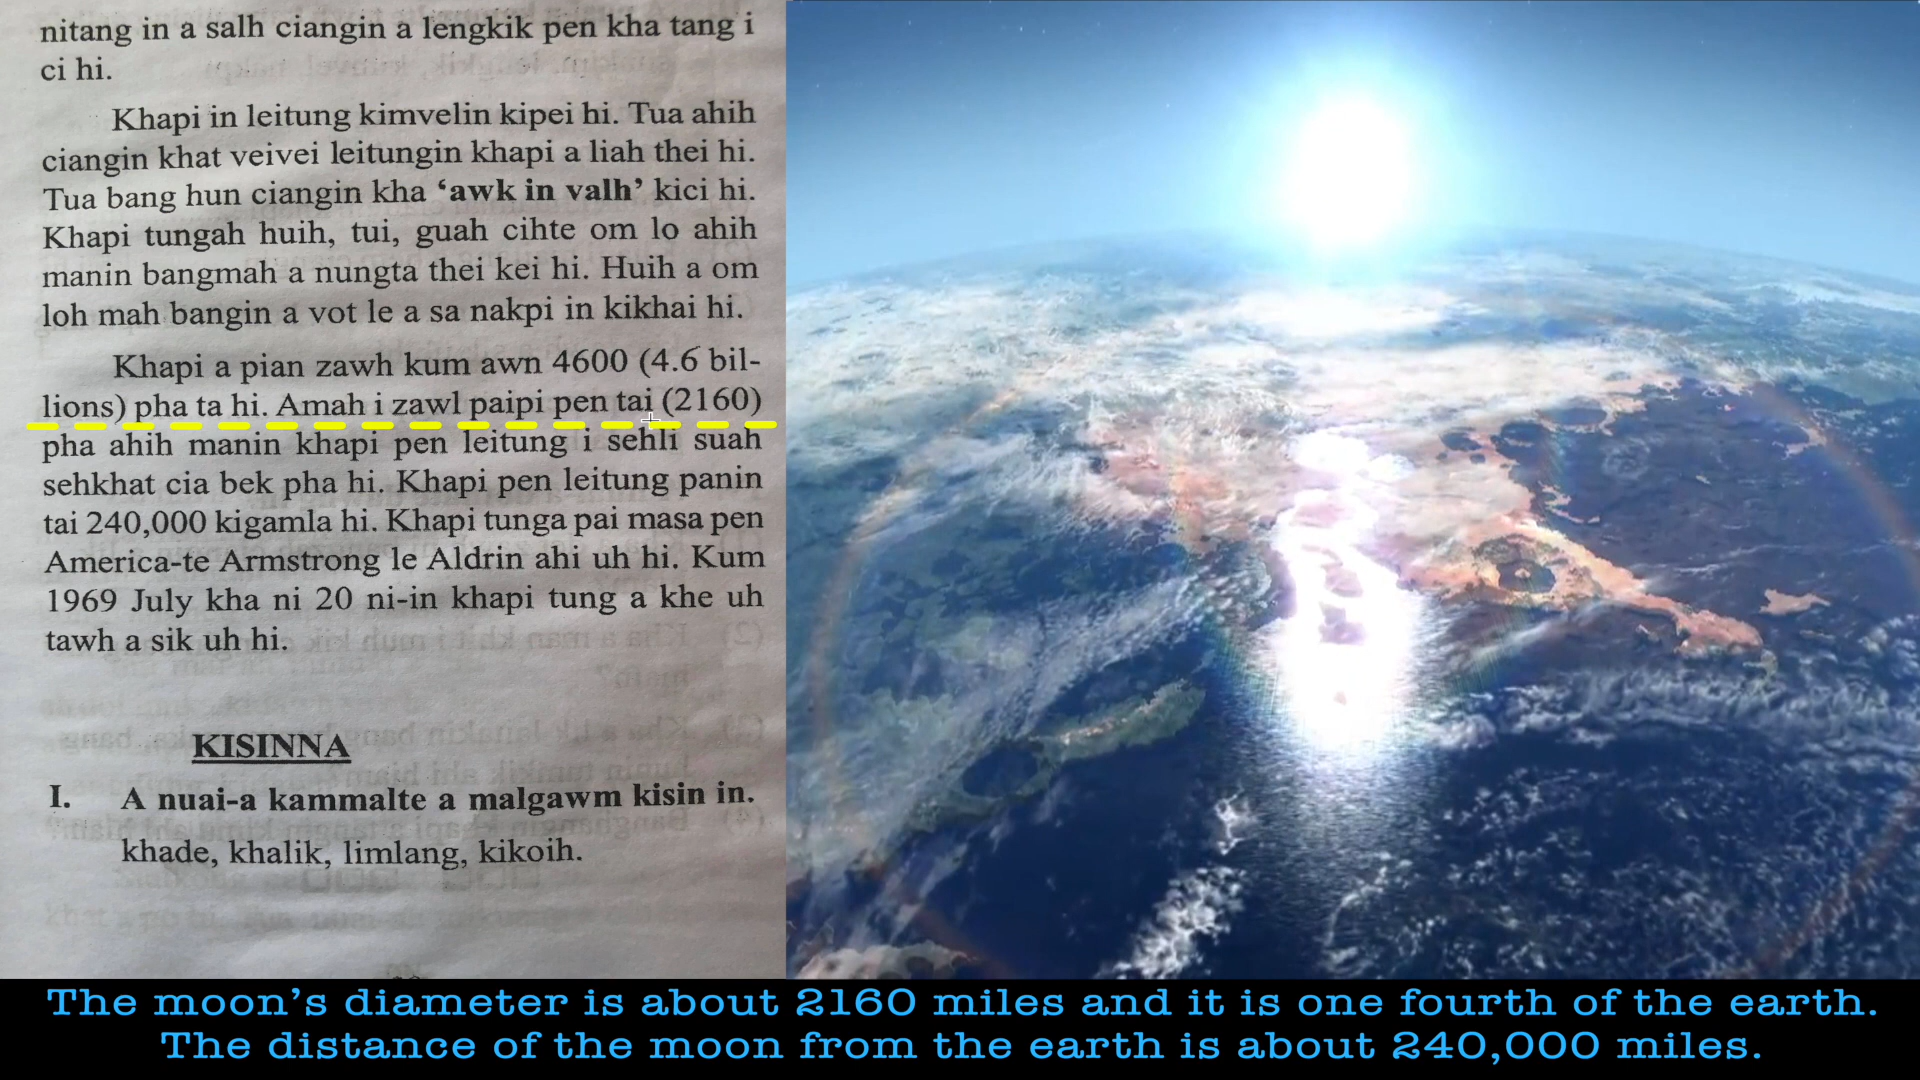 nitang in a salh ciangin a lengkik pen kha tang i
ci hi.
Khapi in leitung kimvelin kipei hi. Tua ahih
ciangin khat veivei leitungin khapi a liah thei hi.
Tua bang hun ciangin kha ‘awk in valh’ kici hi.
Khapi tungah huih, tui, guah cihte om lo ahih
manin bangmah a nungta thei kei hi. Huih a om
loh mah bangin a vot le a sa nakpi in kikhai hi.
Khapi a pian zawh kum awn 4600 (4.6 bil-
lions) pha ta hi. Amah i zawl paipi pen tai (2160)
pha ahih manin khapi pen leitung i sehli suah
sehkhat cia bek pha hi. Khapi pen leitung panin
tai 240,000 kigamla hi. Khapi tunga pai masa pen
America-te Armstrong le Aldrin ahi uh hi. Kum
1969 July kha ni 20 ni-in khapi tung a khe uh
tawh a sik uh hi.
KISINNA
I. A nuai-a kammalte a malgawm kisin in.
khade, khalik, limlang, kikoih.
The moon’s diameter is about 2160 miles and it is one fourth of the earth.
The distance of the moon from the earth is about 240,000 miles.